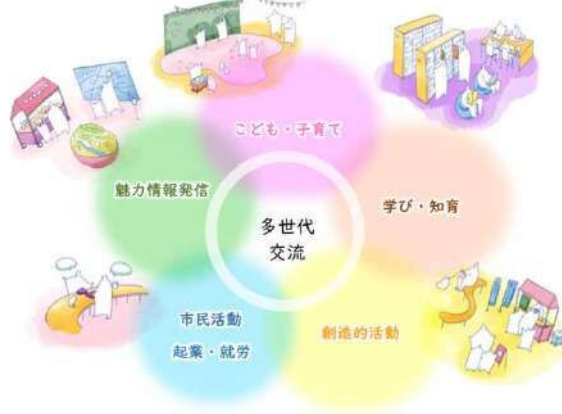 こども・子育て
魅力情報発信
学び・知育
多世代
交流
市民活動
起業・就労
創造的活動